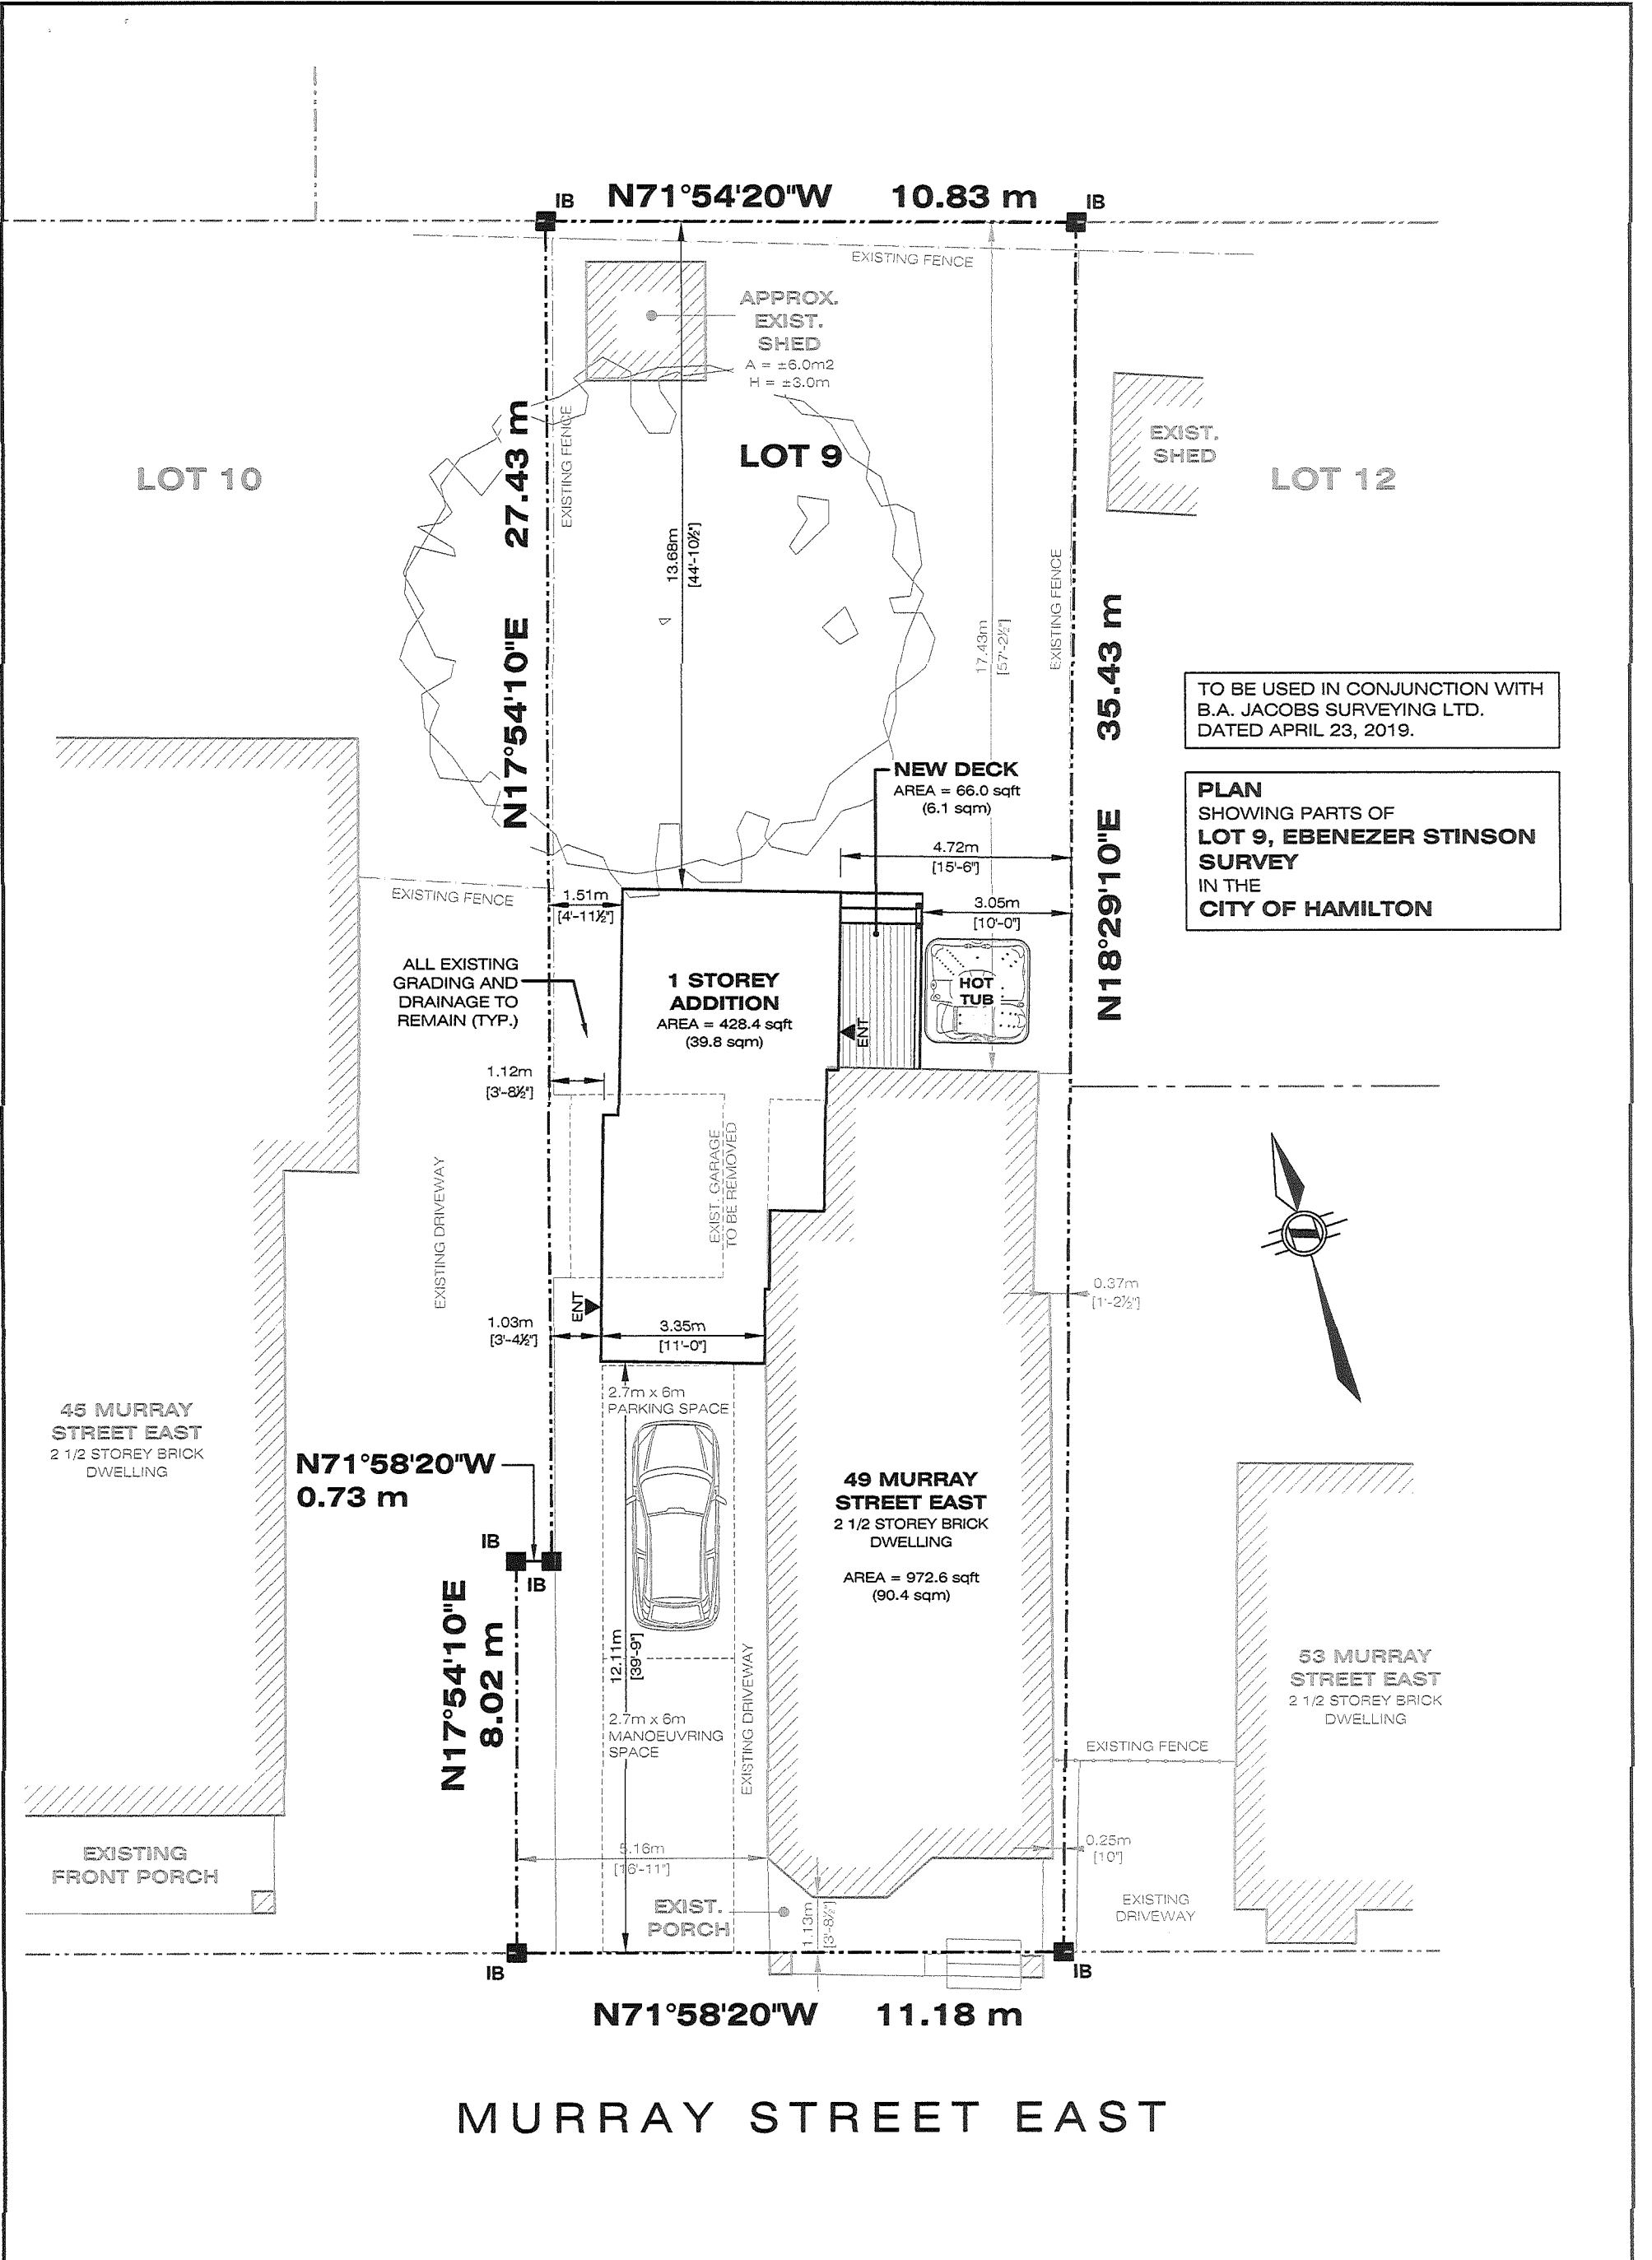 IB
N71°54'20"W 10.83 m
IB
EXISTING FENCE
APPROX.
EXIST.
SHED
A = ±6.0m2
H = ±3.0m
LOT 10
N17°54'10"E 27.43 m
EXISTING FENCE
LOT 9
13.68m
[44'-10½"]
17.43m
[57'-2½"]
EXISTING FENCE
N18°29'10"E 35.43 m
EXIST.
SHED
LOT 12
TO BE USED IN CONJUNCTION WITH
B.A. JACOBS SURVEYING LTD.
DATED APRIL 23, 2019.
PLAN
SHOWING PARTS OF
LOT 9, EBENEZER STINSON
SURVEY
IN THE
CITY OF HAMILTON
NEW DECK
AREA = 66.0 sqft
(6.1 sqm)
4.72m
[15'-6"]
EXISTING FENCE
1.51m
[4'-11½"]
3.05m
[10'-0"]
ALL EXISTING
GRADING AND
DRAINAGE TO
REMAIN (TYP.)
1 STOREY
ADDITION
AREA = 428.4 sqft
(39.8 sqm)
ENT
HOT
TUB
1.12m
[3'-8½"]
EXISTING DRIVEWAY
EXIST. GARAGE
TO BE REMOVED
0.37m
[1'-2½"]
ENT
1.03m
[3'-4½"]
3.35m
[11'-0"]
2.7m x 6m
PARKING SPACE
45 MURRAY
STREET EAST
2 1/2 STOREY BRICK
DWELLING
N71°58'20"W
0.73 m
49 MURRAY
STREET EAST
2 1/2 STOREY BRICK
DWELLING
AREA = 972.6 sqft
(90.4 sqm)
IB
IB
N17°54'10"E
8.02 m
12.11m
[39'-9"]
2.7m x 6m
MANOEUVRING
SPACE
EXISTING DRIVEWAY
53 MURRAY
STREET EAST
2 1/2 STOREY BRICK
DWELLING
EXISTING FENCE
EXISTING
FRONT PORCH
5.16m
[16'-11"]
0.25m
[10"]
EXIST.
PORCH
1.13m
[3'-8½"]
EXISTING
DRIVEWAY
IB
IB
N71°58'20"W 11.18 m
MURRAY STREET EAST